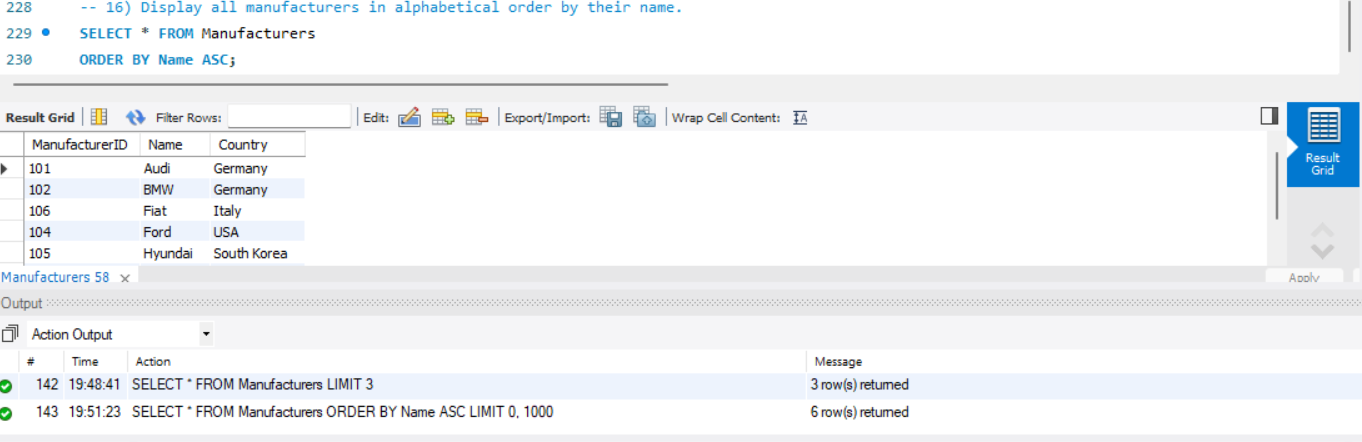 228 -- 16) Display all manufacturers in alphabetical order by their name.
229 SELECT * FROM Manufacturers
230 ORDER BY Name ASC;
Result Grid Filter Rows: Edit: Export/Import: Wrap Cell Content: IA
ManufacturerID Name Country
101 Audi Germany
102 BMW Germany
106 Fiat Italy
104 Ford USA
105 Hyundai South Korea
Result
Grid
Manufacturers 58 × Apply
Output
Action Output
# Time Action Message
142 19:48:41 SELECT * FROM Manufacturers LIMIT 3 3 row(s) returned
143 19:51:23 SELECT * FROM Manufacturers ORDER BY Name ASC LIMIT 0, 1000 6 row(s) returned